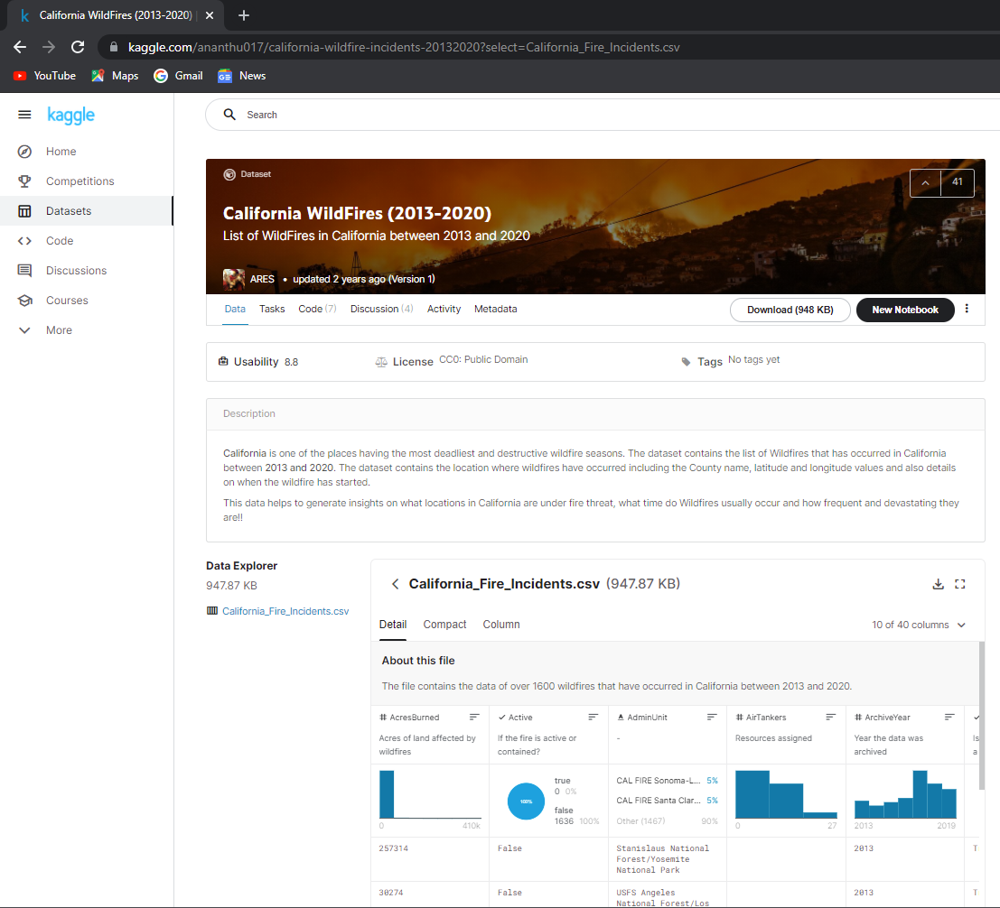 California WildFires (2013-2020)
kaggle.com/ananthu017/california-wildfire-incidents-20132020?select=California_Fire_Incidents.csv
YouTube Maps Gmail News
kaggle
Search
Home
Competitions
Datasets
Code
Discussions
Courses
More
Dataset
41
California WildFires (2013-2020)
List of WildFires in California between 2013 and 2020
ARES • updated 2 years ago (Version 1)
Data Tasks Code (7) Discussion (4) Activity Metadata Download (948 KB) New Notebook
Usability 8.8 License CC0: Public Domain Tags No tags yet
Description
California is one of the places having the most deadliest and destructive wildfire seasons. The dataset contains the list of Wildfires that has occurred in California
between 2013 and 2020. The dataset contains the location where wildfires have occurred including the County name, latitude and longitude values and also details
on when the wildfire has started.
This data helps to generate insights on what locations in California are under fire threat, what time do Wildfires usually occur and how frequent and devastating they
are!!
Data Explorer
947.87 KB
California_Fire_Incidents.csv
California_Fire_Incidents.csv (947.87 KB)
Detail Compact Column 10 of 40 columns
About this file
The file contains the data of over 1600 wildfires that have occurred in California between 2013 and 2020.
# AcresBurned Active AdminUnit # AirTankers # ArchiveYear
Acres of land affected by
wildfires
If the fire is active or
contained?
-
Resources assigned
Year the data was
archived
Is
a
0 410k
100%
true
0 0%
false
1636 100%
CAL FIRE Sonoma-L... 5%
CAL FIRE Santa Clar... 5%
Other (1467) 90%
0 27
2013 2019
257314 False
Stanislaus National
Forest/Yosemite
National Park
2013 T
30274 False
USFS Angeles
National Forest/Los
2013 T